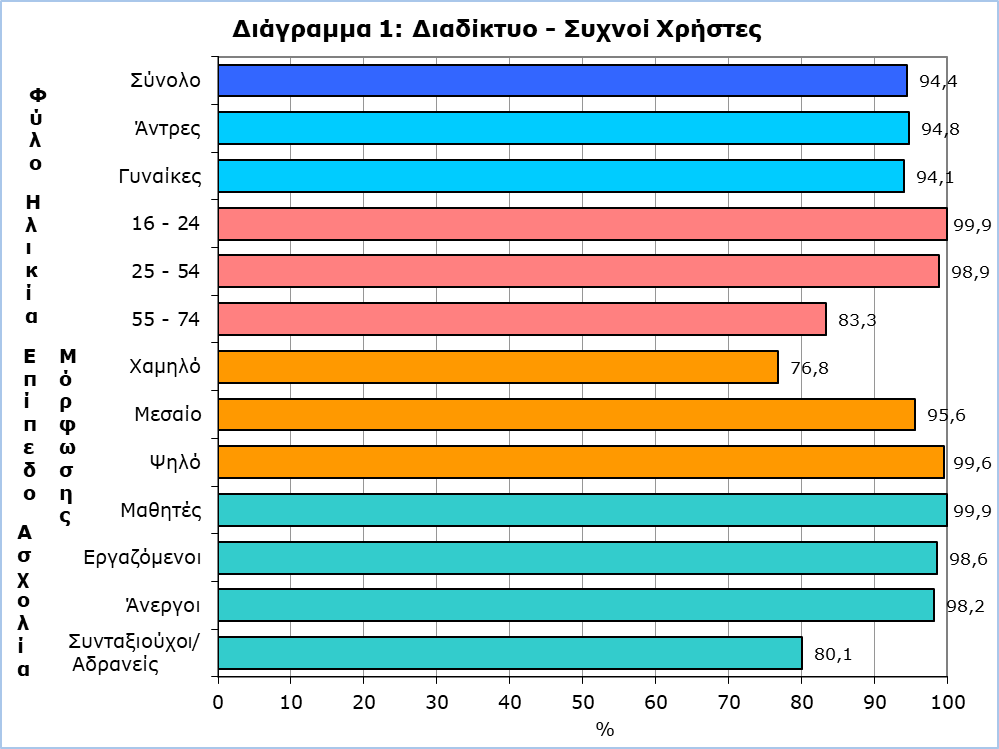 Διάγραμμα 1: Διαδίκτυο - Συχνοί Χρήστες
Φύλο
Σύνολο 94,4
Άντρες 94,8
Γυναίκες 94,1
Ηλικία
16 - 24 99,9
25 - 54 98,9
55 - 74 83,3
Επίπεδο Μόρφωσης
Χαμηλό 76,8
Μεσαίο 95,6
Ψηλό 99,6
Ασχολία
Μαθητές 99,9
Εργαζόμενοι 98,6
Άνεργοι 98,2
Συνταξιούχοι/
Αδρανείς 80,1
0 10 20 30 40 50 60 70 80 90 100
%